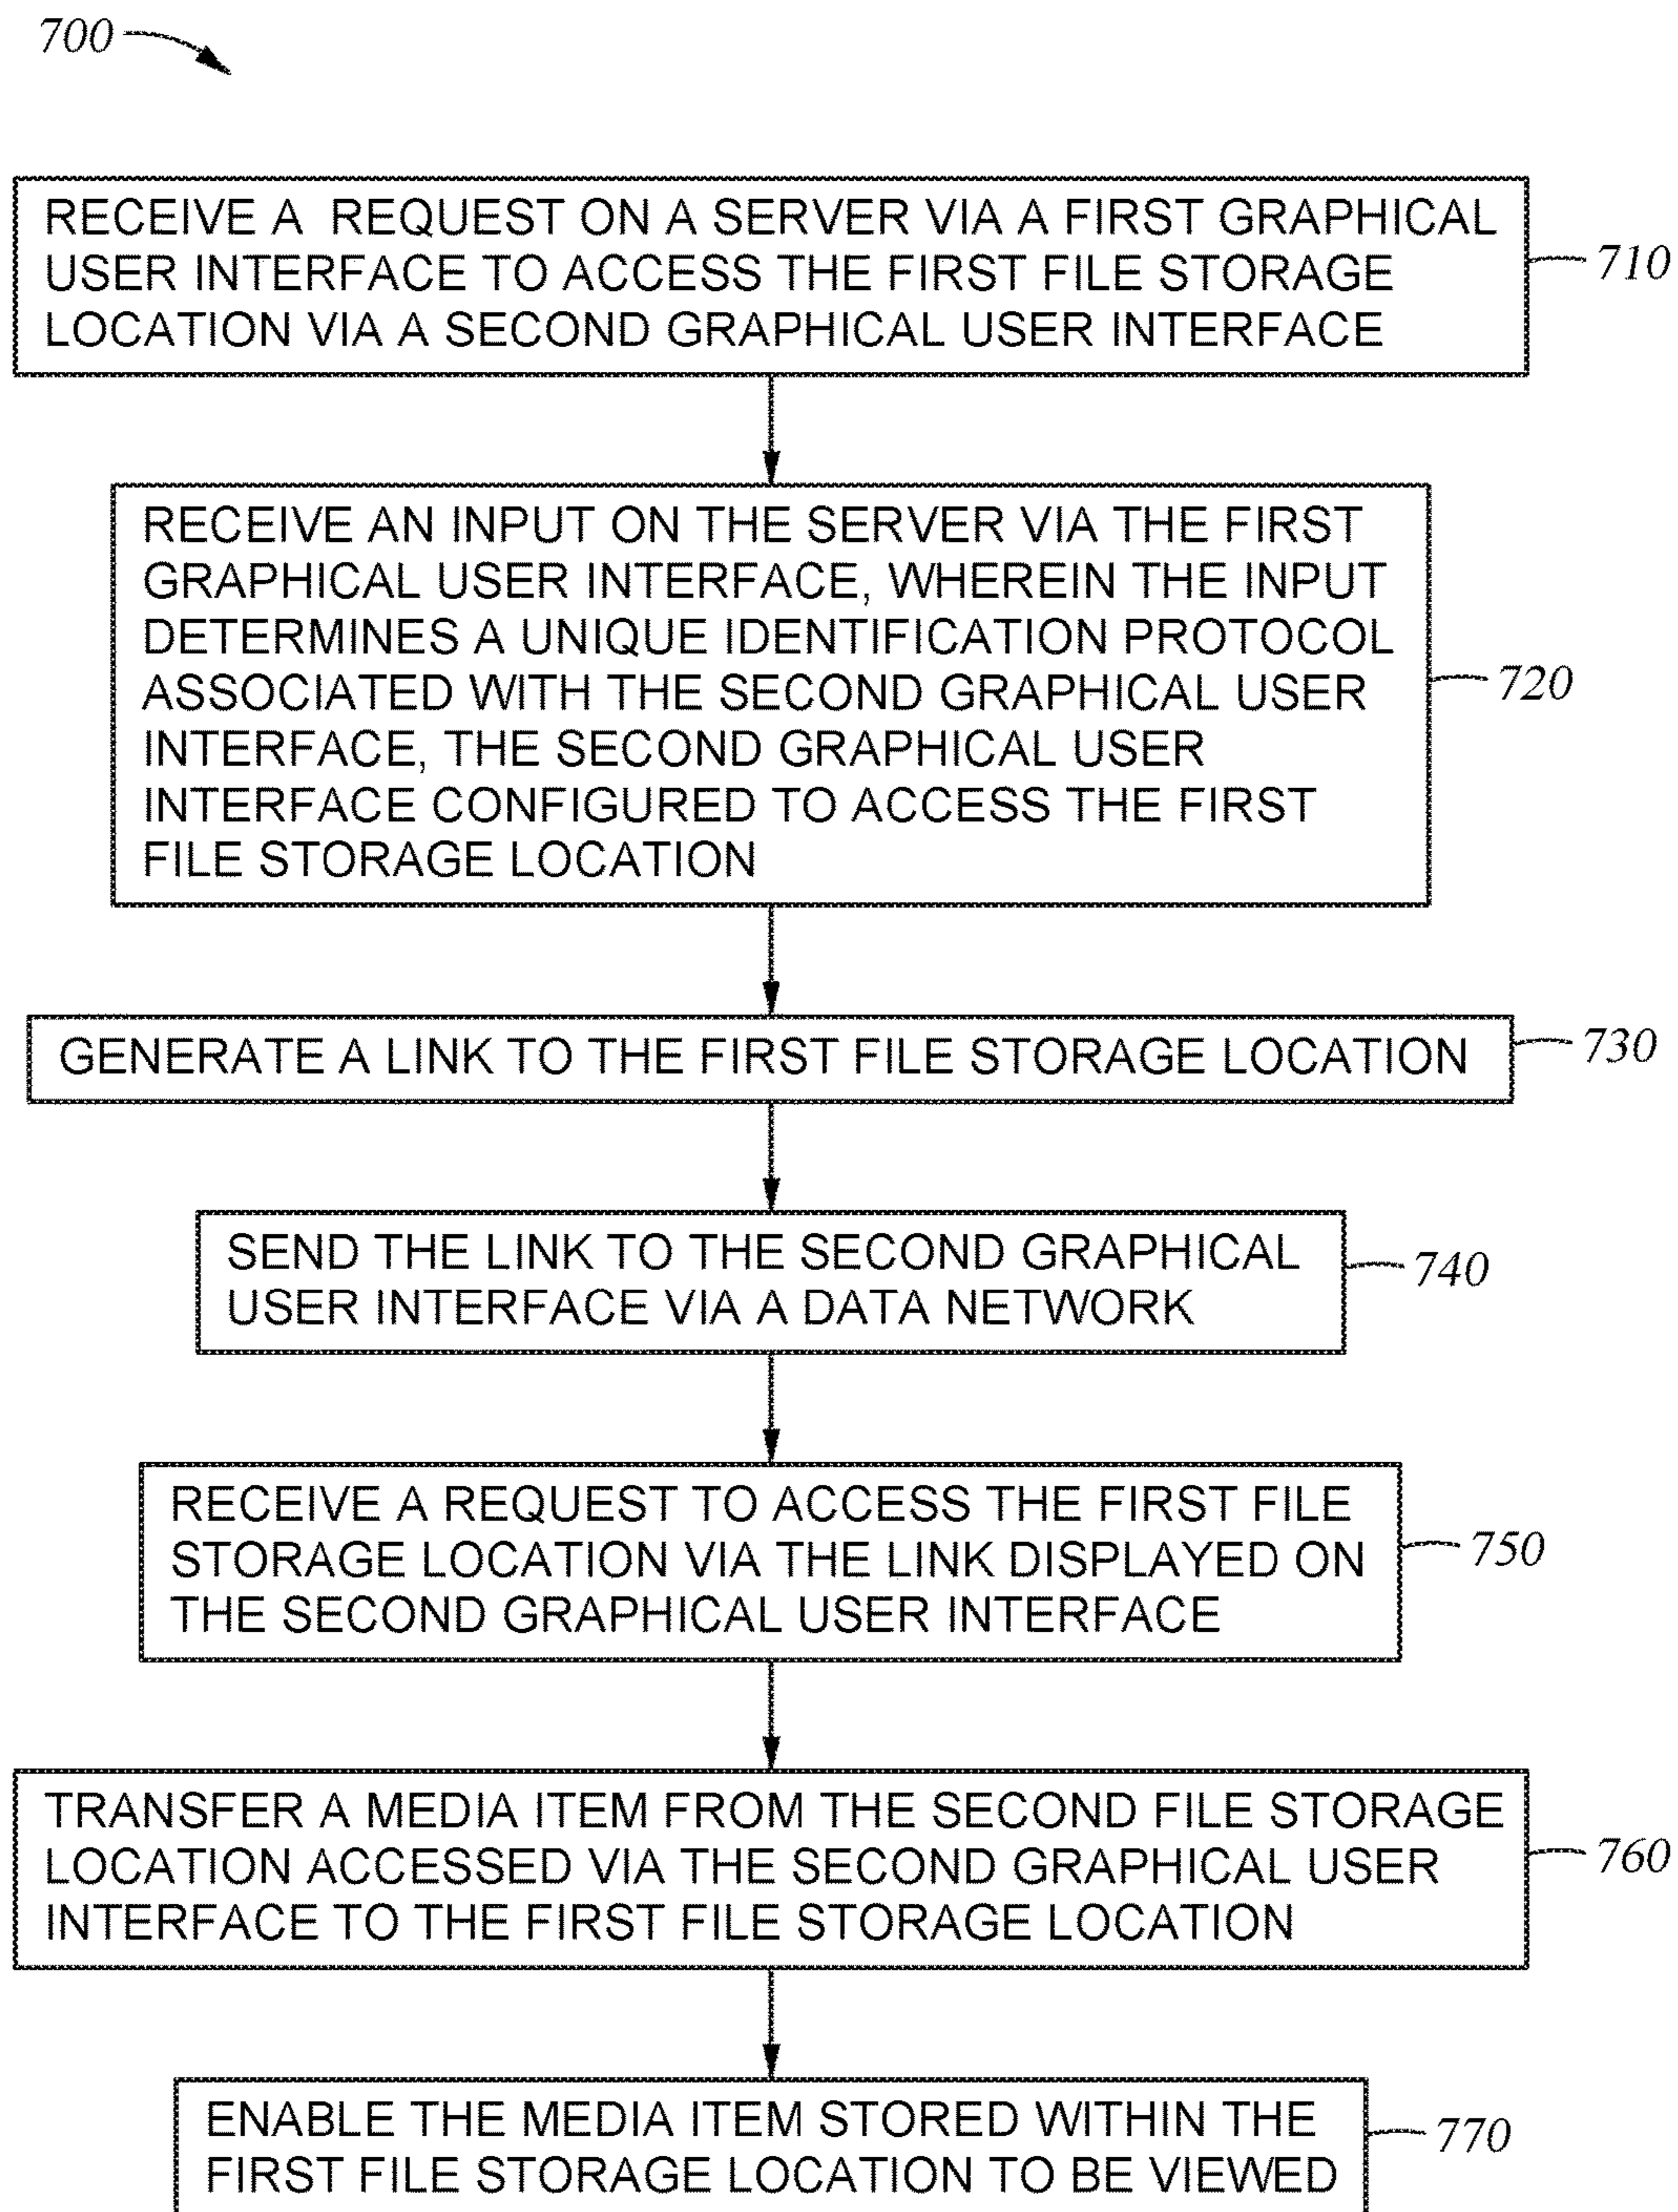 700
RECEIVE A REQUEST ON A SERVER VIA A FIRST GRAPHICAL
USER INTERFACE TO ACCESS THE FIRST FILE STORAGE
LOCATION VIA A SECOND GRAPHICAL USER INTERFACE
710
RECEIVE AN INPUT ON THE SERVER VIA THE FIRST
GRAPHICAL USER INTERFACE, WHEREIN THE INPUT
DETERMINES A UNIQUE IDENTIFICATION PROTOCOL
ASSOCIATED WITH THE SECOND GRAPHICAL USER
INTERFACE, THE SECOND GRAPHICAL USER
INTERFACE CONFIGURED TO ACCESS THE FIRST
FILE STORAGE LOCATION
720
GENERATE A LINK TO THE FIRST FILE STORAGE LOCATION
730
SEND THE LINK TO THE SECOND GRAPHICAL
USER INTERFACE VIA A DATA NETWORK
740
RECEIVE A REQUEST TO ACCESS THE FIRST FILE
STORAGE LOCATION VIA THE LINK DISPLAYED ON
THE SECOND GRAPHICAL USER INTERFACE
750
TRANSFER A MEDIA ITEM FROM THE SECOND FILE STORAGE
LOCATION ACCESSED VIA THE SECOND GRAPHICAL USER
INTERFACE TO THE FIRST FILE STORAGE LOCATION
760
ENABLE THE MEDIA ITEM STORED WITHIN THE
FIRST FILE STORAGE LOCATION TO BE VIEWED
770